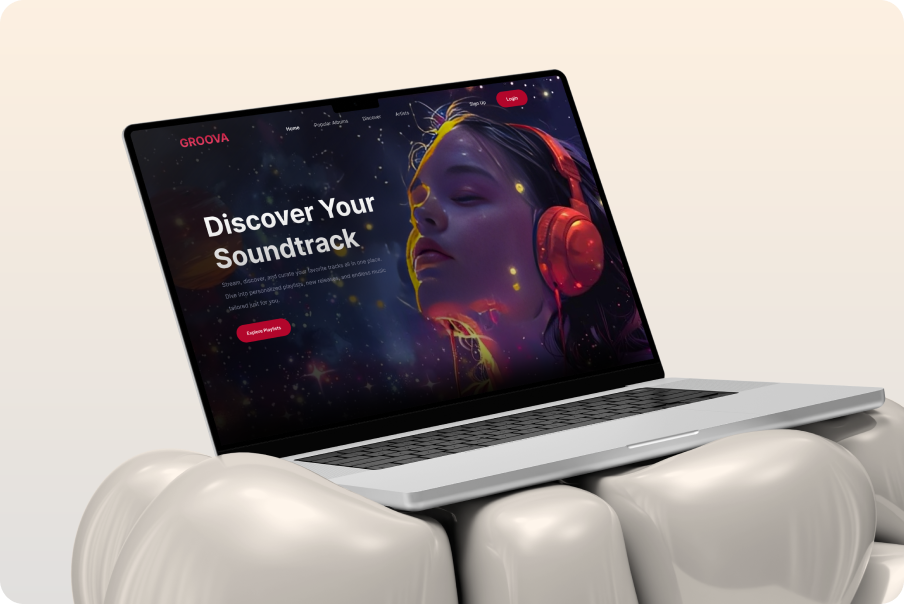 GROOVA
Home
Popular Albums
Discover
Artists
Sign Up
Login
Discover Your
Soundtrack
Stream, discover, and curate your favorite tracks all in one place.
Dive into personalized playlists, new releases, and endless music
tailored just for you.
Explore Playlists